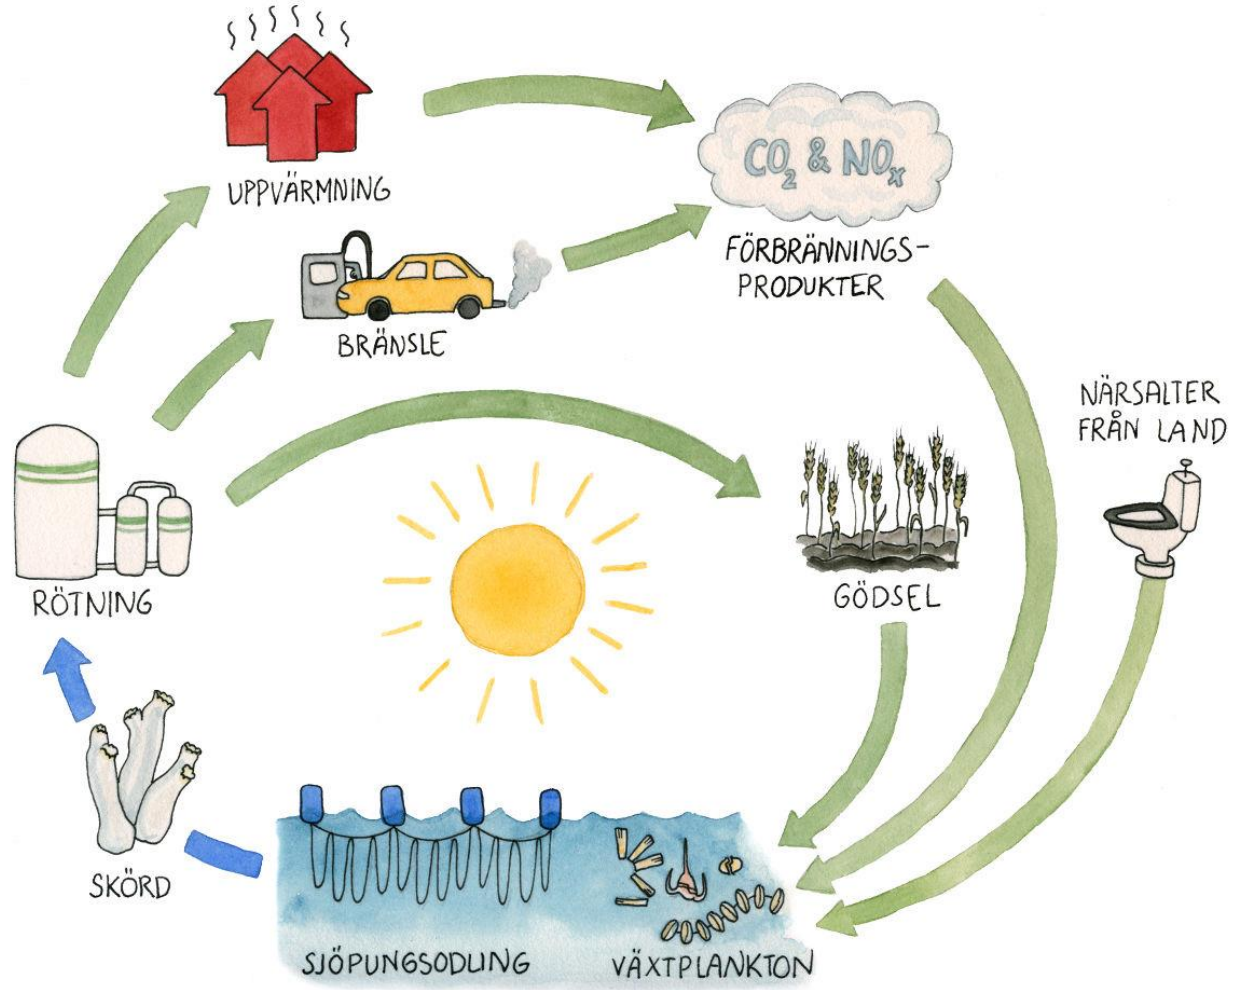 UPPVÄRMNING
CO₂ & NOₓ
FÖRBRÄNNINGS-
PRODUKTER
BRÄNSLE
NÄRSALTER
FRÅN LAND
RÖTNING
GÖDSEL
SKÖRD
SJÖPUNGSODLING
VÄXTPLANKTON